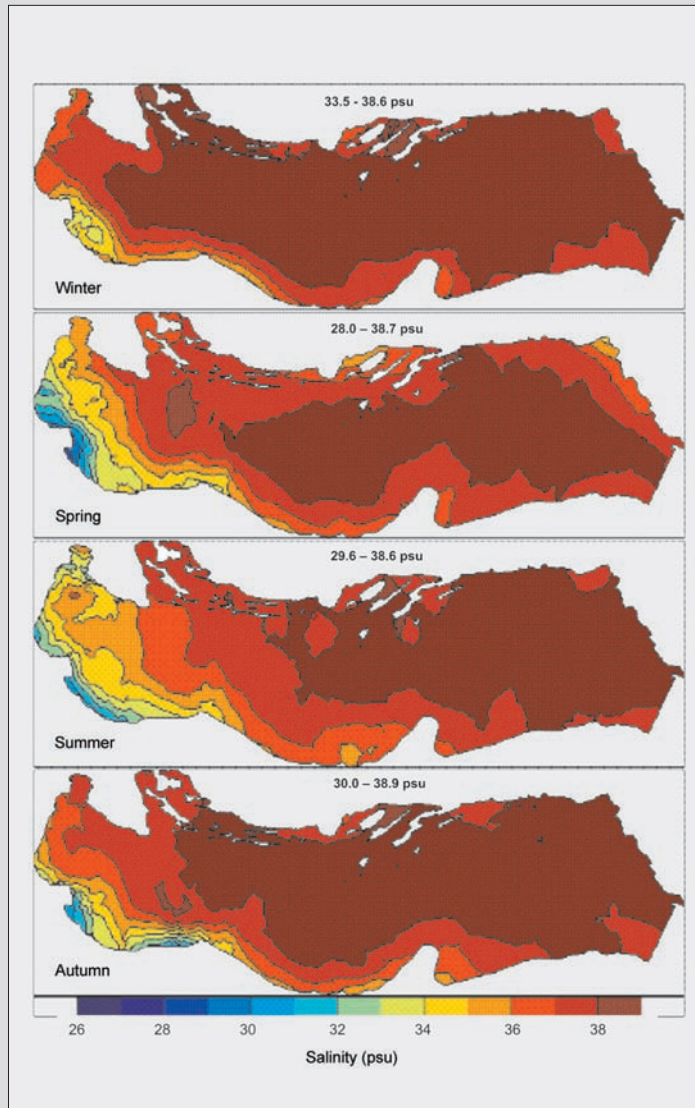 33.5 - 38.6 psu
Winter
28.0 – 38.7 psu
Spring
29.6 – 38.6 psu
Summer
30.0 – 38.9 psu
Autumn
26 28 30 32 34 36 38
Salinity (psu)